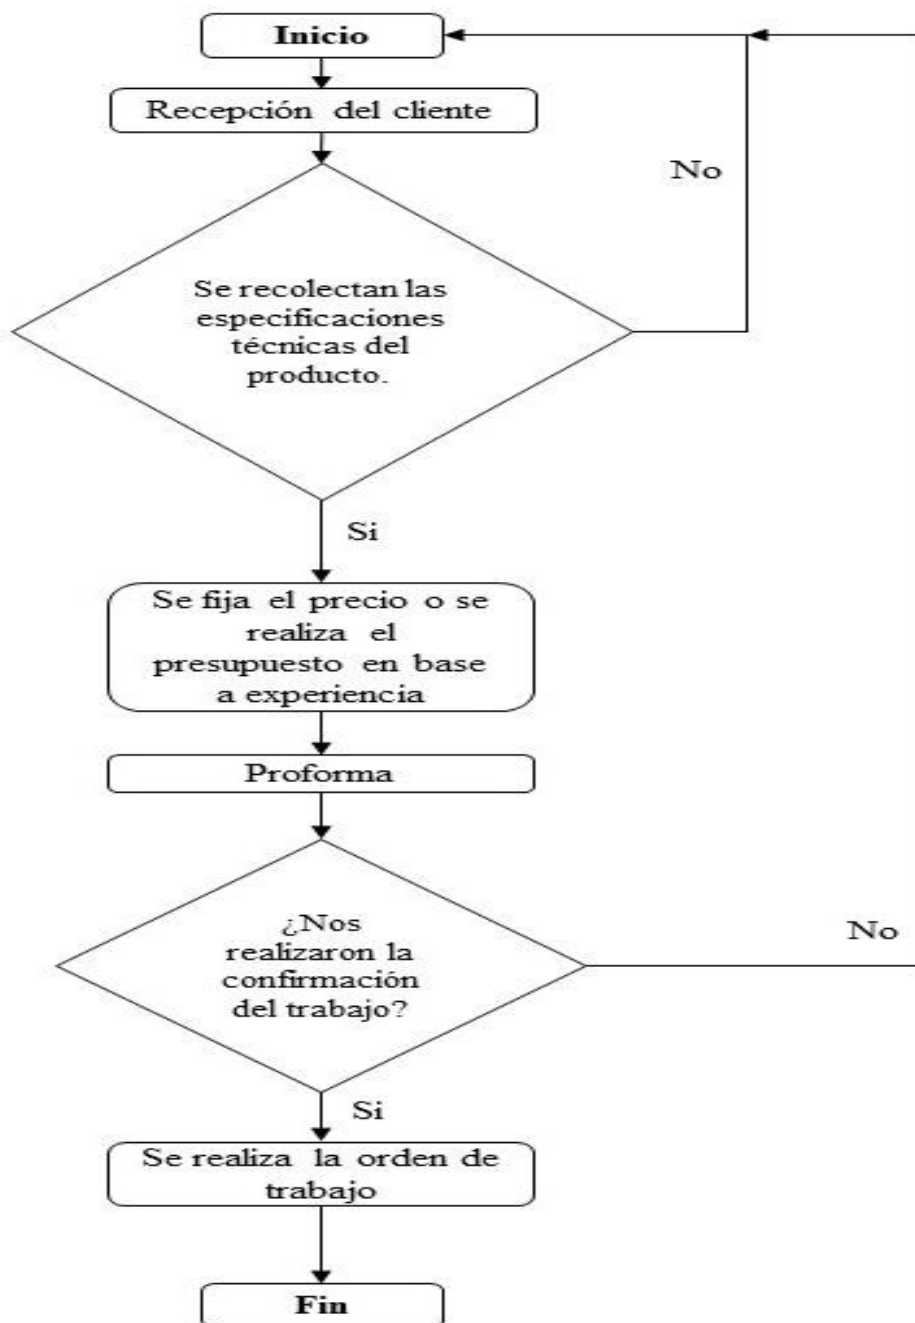 Inicio
Recepción del cliente
No
Se recolectan las
especificaciones
técnicas del
producto.
Si
Se fija el precio o se
realiza el
presupuesto en base
a experiencia
Proforma
¿Nos
realizaron la
confirmación
del trabajo?
No
Si
Se realiza la orden de
trabajo
Fin